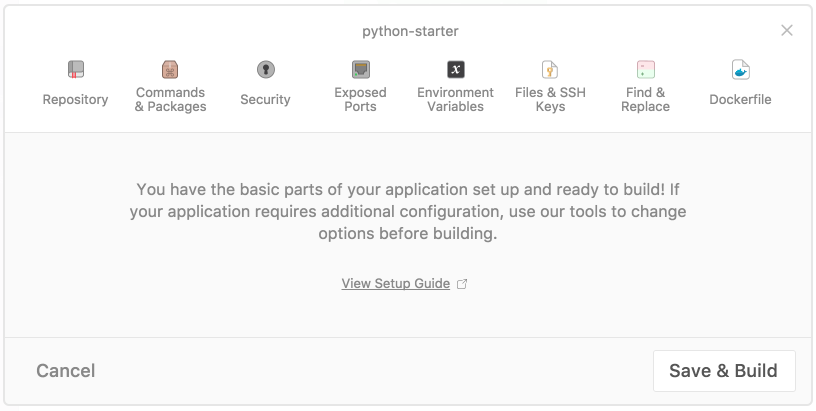 python-starter
Repository
Commands
& Packages
Security
Exposed
Ports
x
Environment
Variables
Files & SSH
Keys
Find &
Replace
Dockerfile
You have the basic parts of your application set up and ready to build! If
your application requires additional configuration, use our tools to change
options before building.
View Setup Guide
Cancel
Save & Build